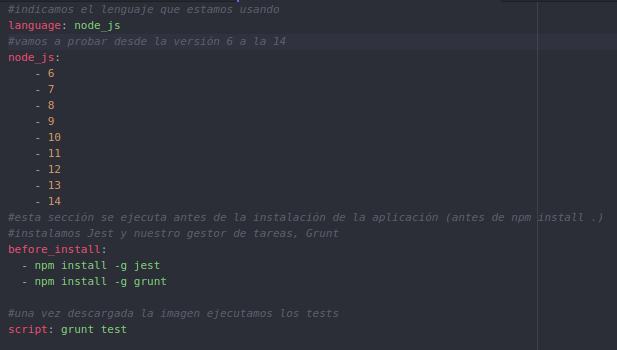 #indicamos el lenguaje que estamos usando
language: node_js
#vamos a probar desde la versión 6 a la 14
node_js:
    - 6
    - 7
    - 8
    - 9
    - 10
    - 11
    - 12
    - 13
    - 14
#esta sección se ejecuta antes de la instalación de la aplicación (antes de npm install .)
#instalamos Jest y nuestro gestor de tareas, Grunt
before_install:
  - npm install -g jest
  - npm install -g grunt

#una vez descargada la imagen ejecutamos los tests
script: grunt test